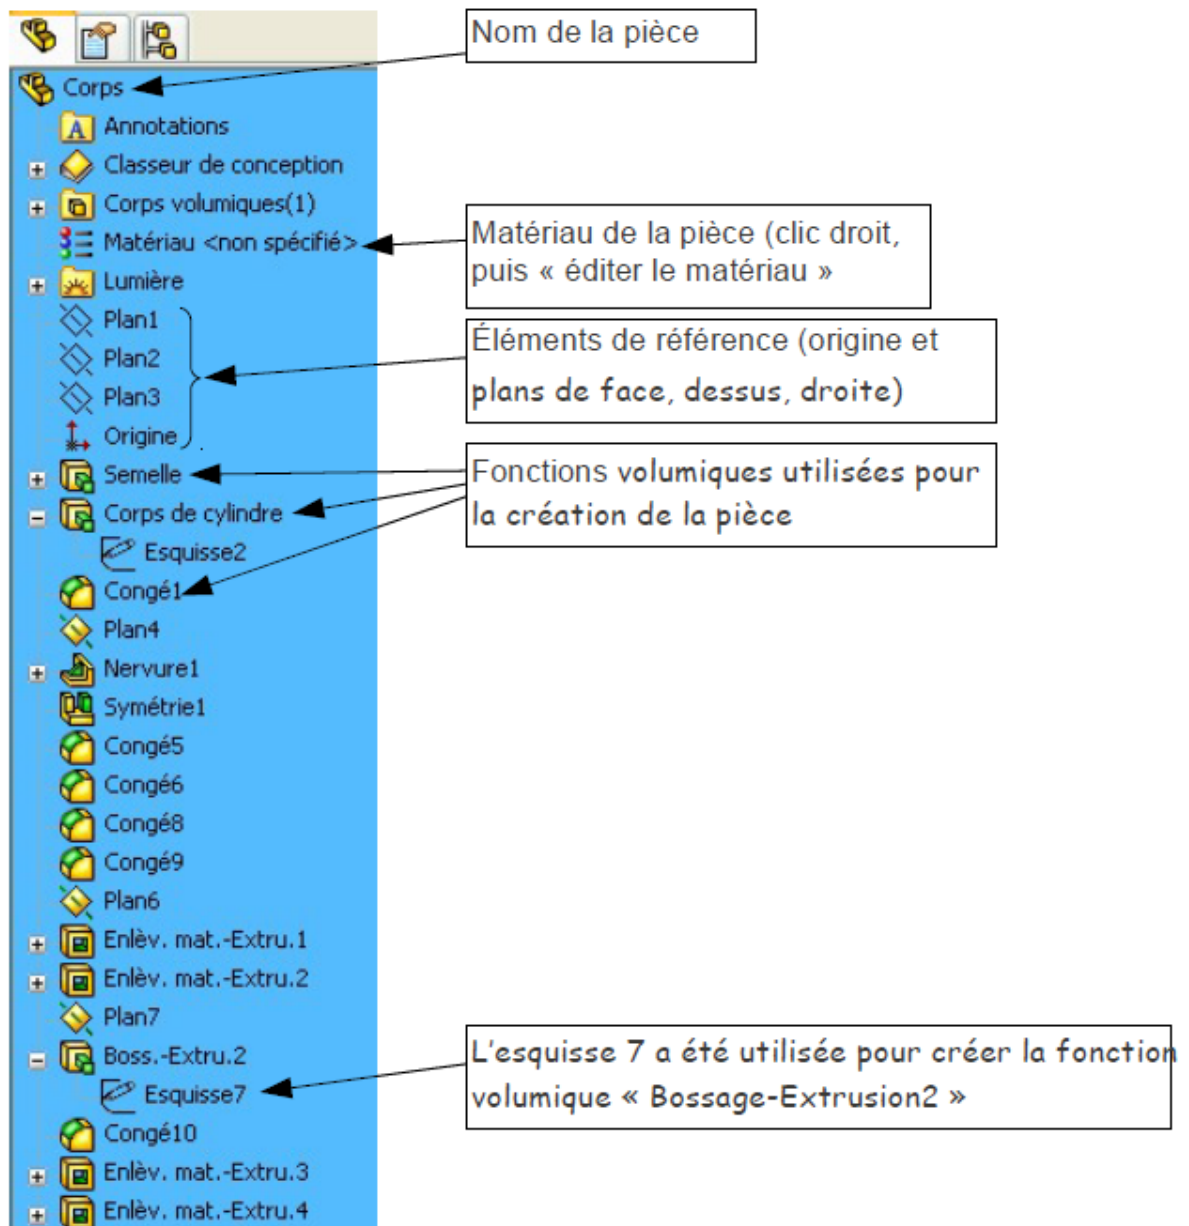 Nom de la pièce
Corps
Annotations
Classeur de conception
Corps volumiques(1)
Matériau <non spécifié>
Matériau de la pièce (clic droit,
puis « éditer le matériau »
Lumière
Plan1
Plan2
Plan3
Origine
Éléments de référence (origine et
plans de face, dessus, droite)
Semelle
Corps de cylindre
Esquisse2
Congé1
Fonctions volumiques utilisées pour
la création de la pièce
Plan4
Nervure1
Symétrie1
Congé5
Congé6
Congé8
Congé9
Plan6
Enlèv. mat.-Extru.1
Enlèv. mat.-Extru.2
Plan7
Boss.-Extru.2
Esquisse7
L'esquisse 7 a été utilisée pour créer la fonction
volumique « Bossage-Extrusion2 »
Congé10
Enlèv. mat.-Extru.3
Enlèv. mat.-Extru.4